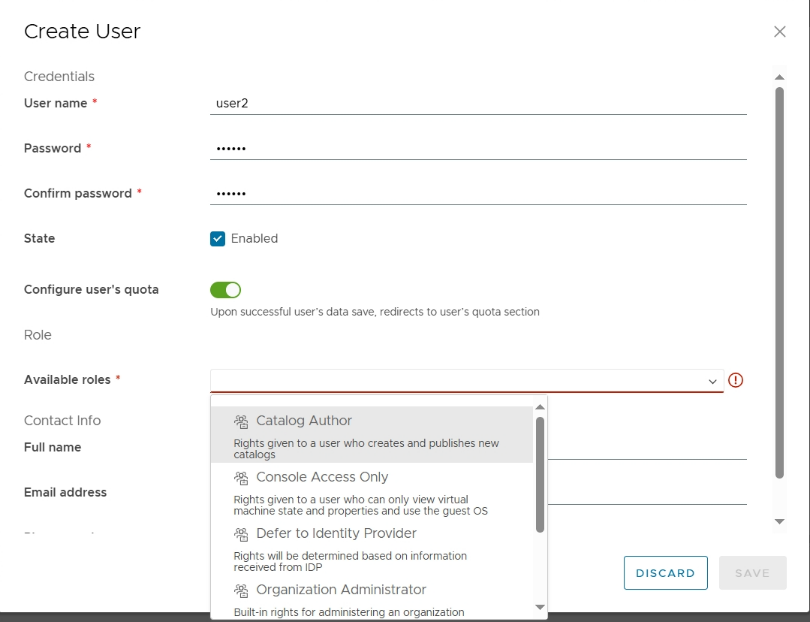 Create User
Credentials
User name *
user2
Password *
••••••
Confirm password *
••••••
State
Enabled
Configure user's quota
Upon successful user's data save, redirects to user's quota section
Role
Available roles *
Catalog Author
Rights given to a user who creates and publishes new
catalogs
Console Access Only
Rights given to a user who can only view virtual
machine state and properties and use the guest OS
Defer to Identity Provider
Rights will be determined based on information
received from IDP
Organization Administrator
Built-in rights for administering an organization
Contact Info
Full name
Email address
DISCARD
SAVE